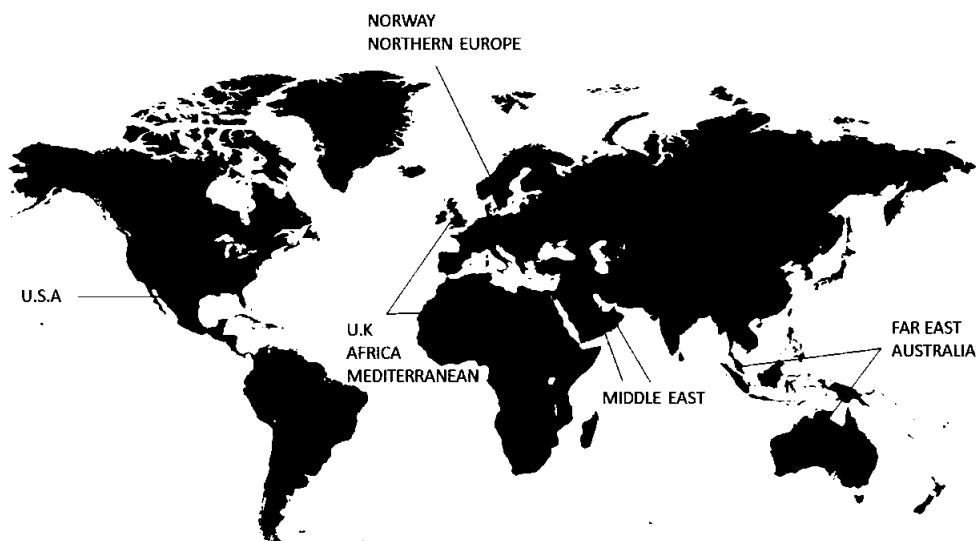 NORWAY
NORTHERN EUROPE
U.S.A
U.K
AFRICA
MEDITERRANEAN
MIDDLE EAST
FAR EAST
AUSTRALIA